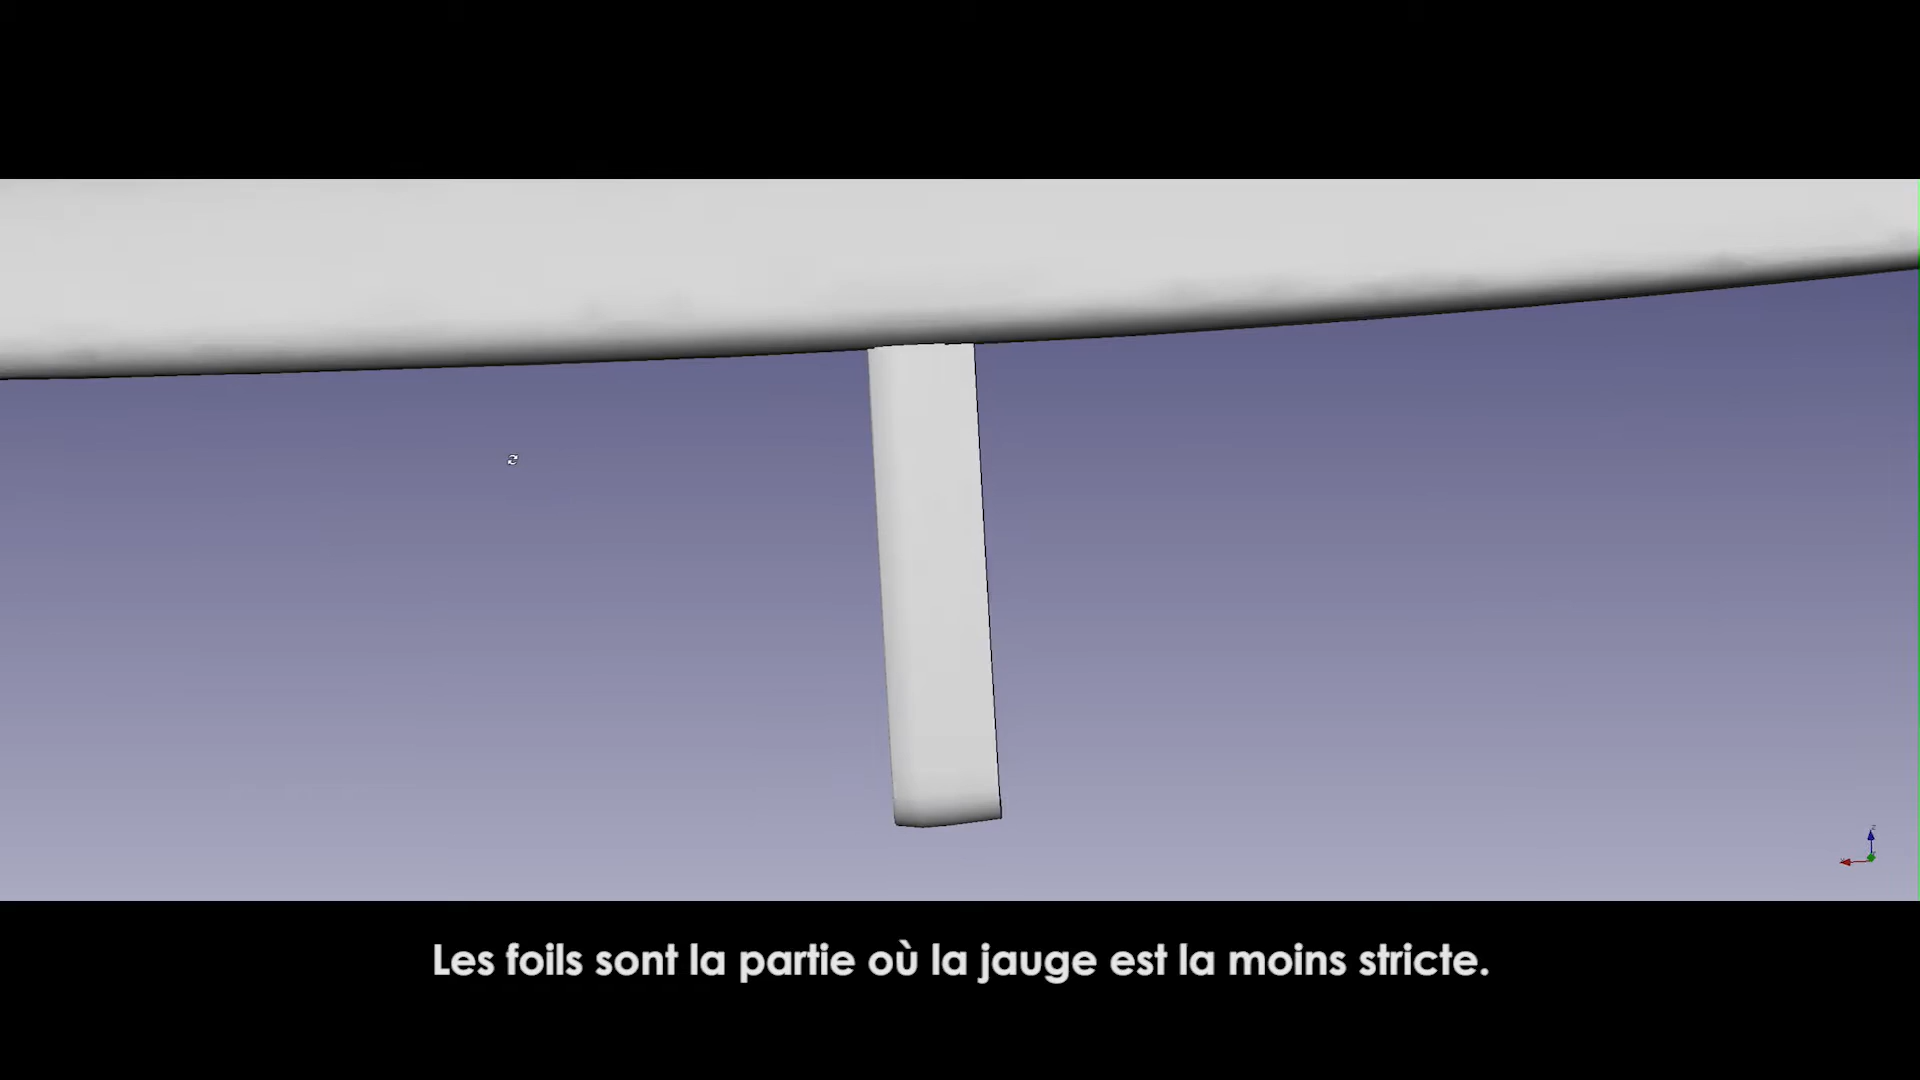 Les foils sont la partie où la jauge est la moins stricte.